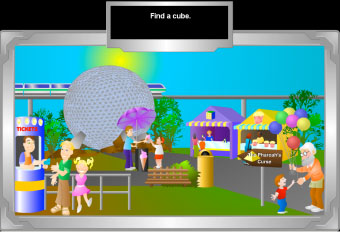 Find a cube.
TICKETS
Pharoah's
Curse